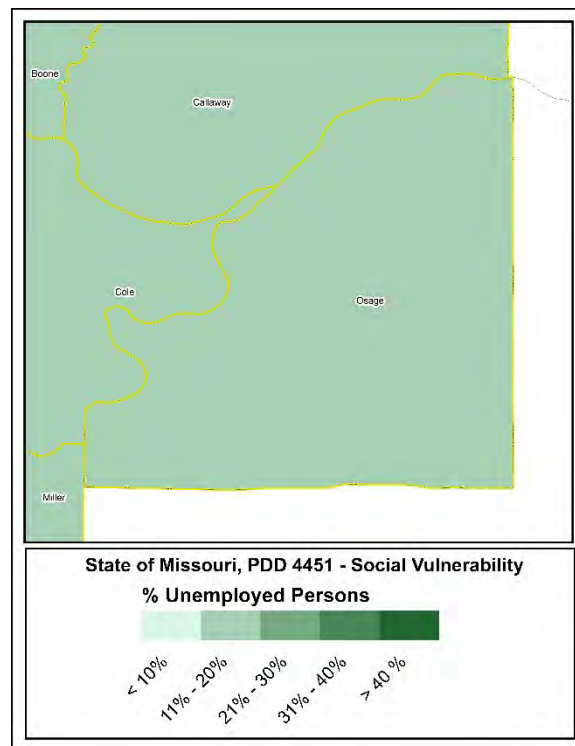 Boone
Callaway
Cole
Osage
Miller
State of Missouri, PDD 4451 - Social Vulnerability
% Unemployed Persons
< 10%
11% - 20%
21% - 30%
31% - 40%
> 40 %